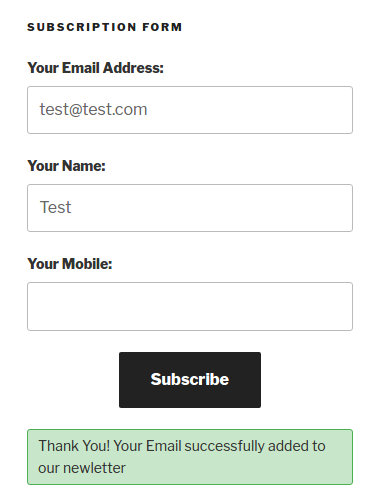 SUBSCRIPTION FORM
Your Email Address:
test@test.com
Your Name:
Test
Your Mobile:
Subscribe
Thank You! Your Email successfully added to
our newletter